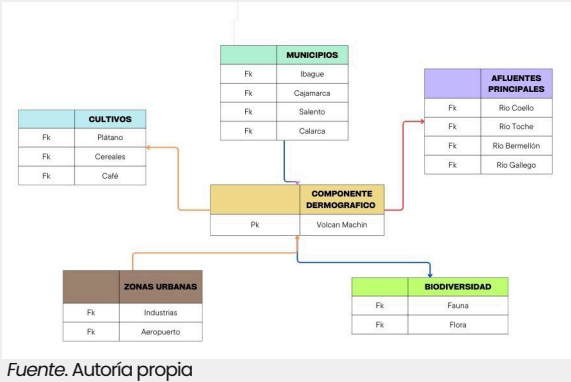 MUNICIPIOS
Fk Ibague
Fk Cajamarca
Fk Salento
Fk Calarca
AFLUENTES
PRINCIPALES
Fk Rio Coello
Fk Rio Toche
Fk Rio Bermellón
Fk Rio Gallego
CULTIVOS
Fk Plátano
Fk Cereales
Fk Café
COMPONENTE
DERMOGRAFICO
Pk Volcan Machin
ZONAS URBANAS
Fk Industrias
Fk Aeropuerto
BIODIVERSIDAD
Fk Fauna
Fk Flora
Fuente. Autoría propia